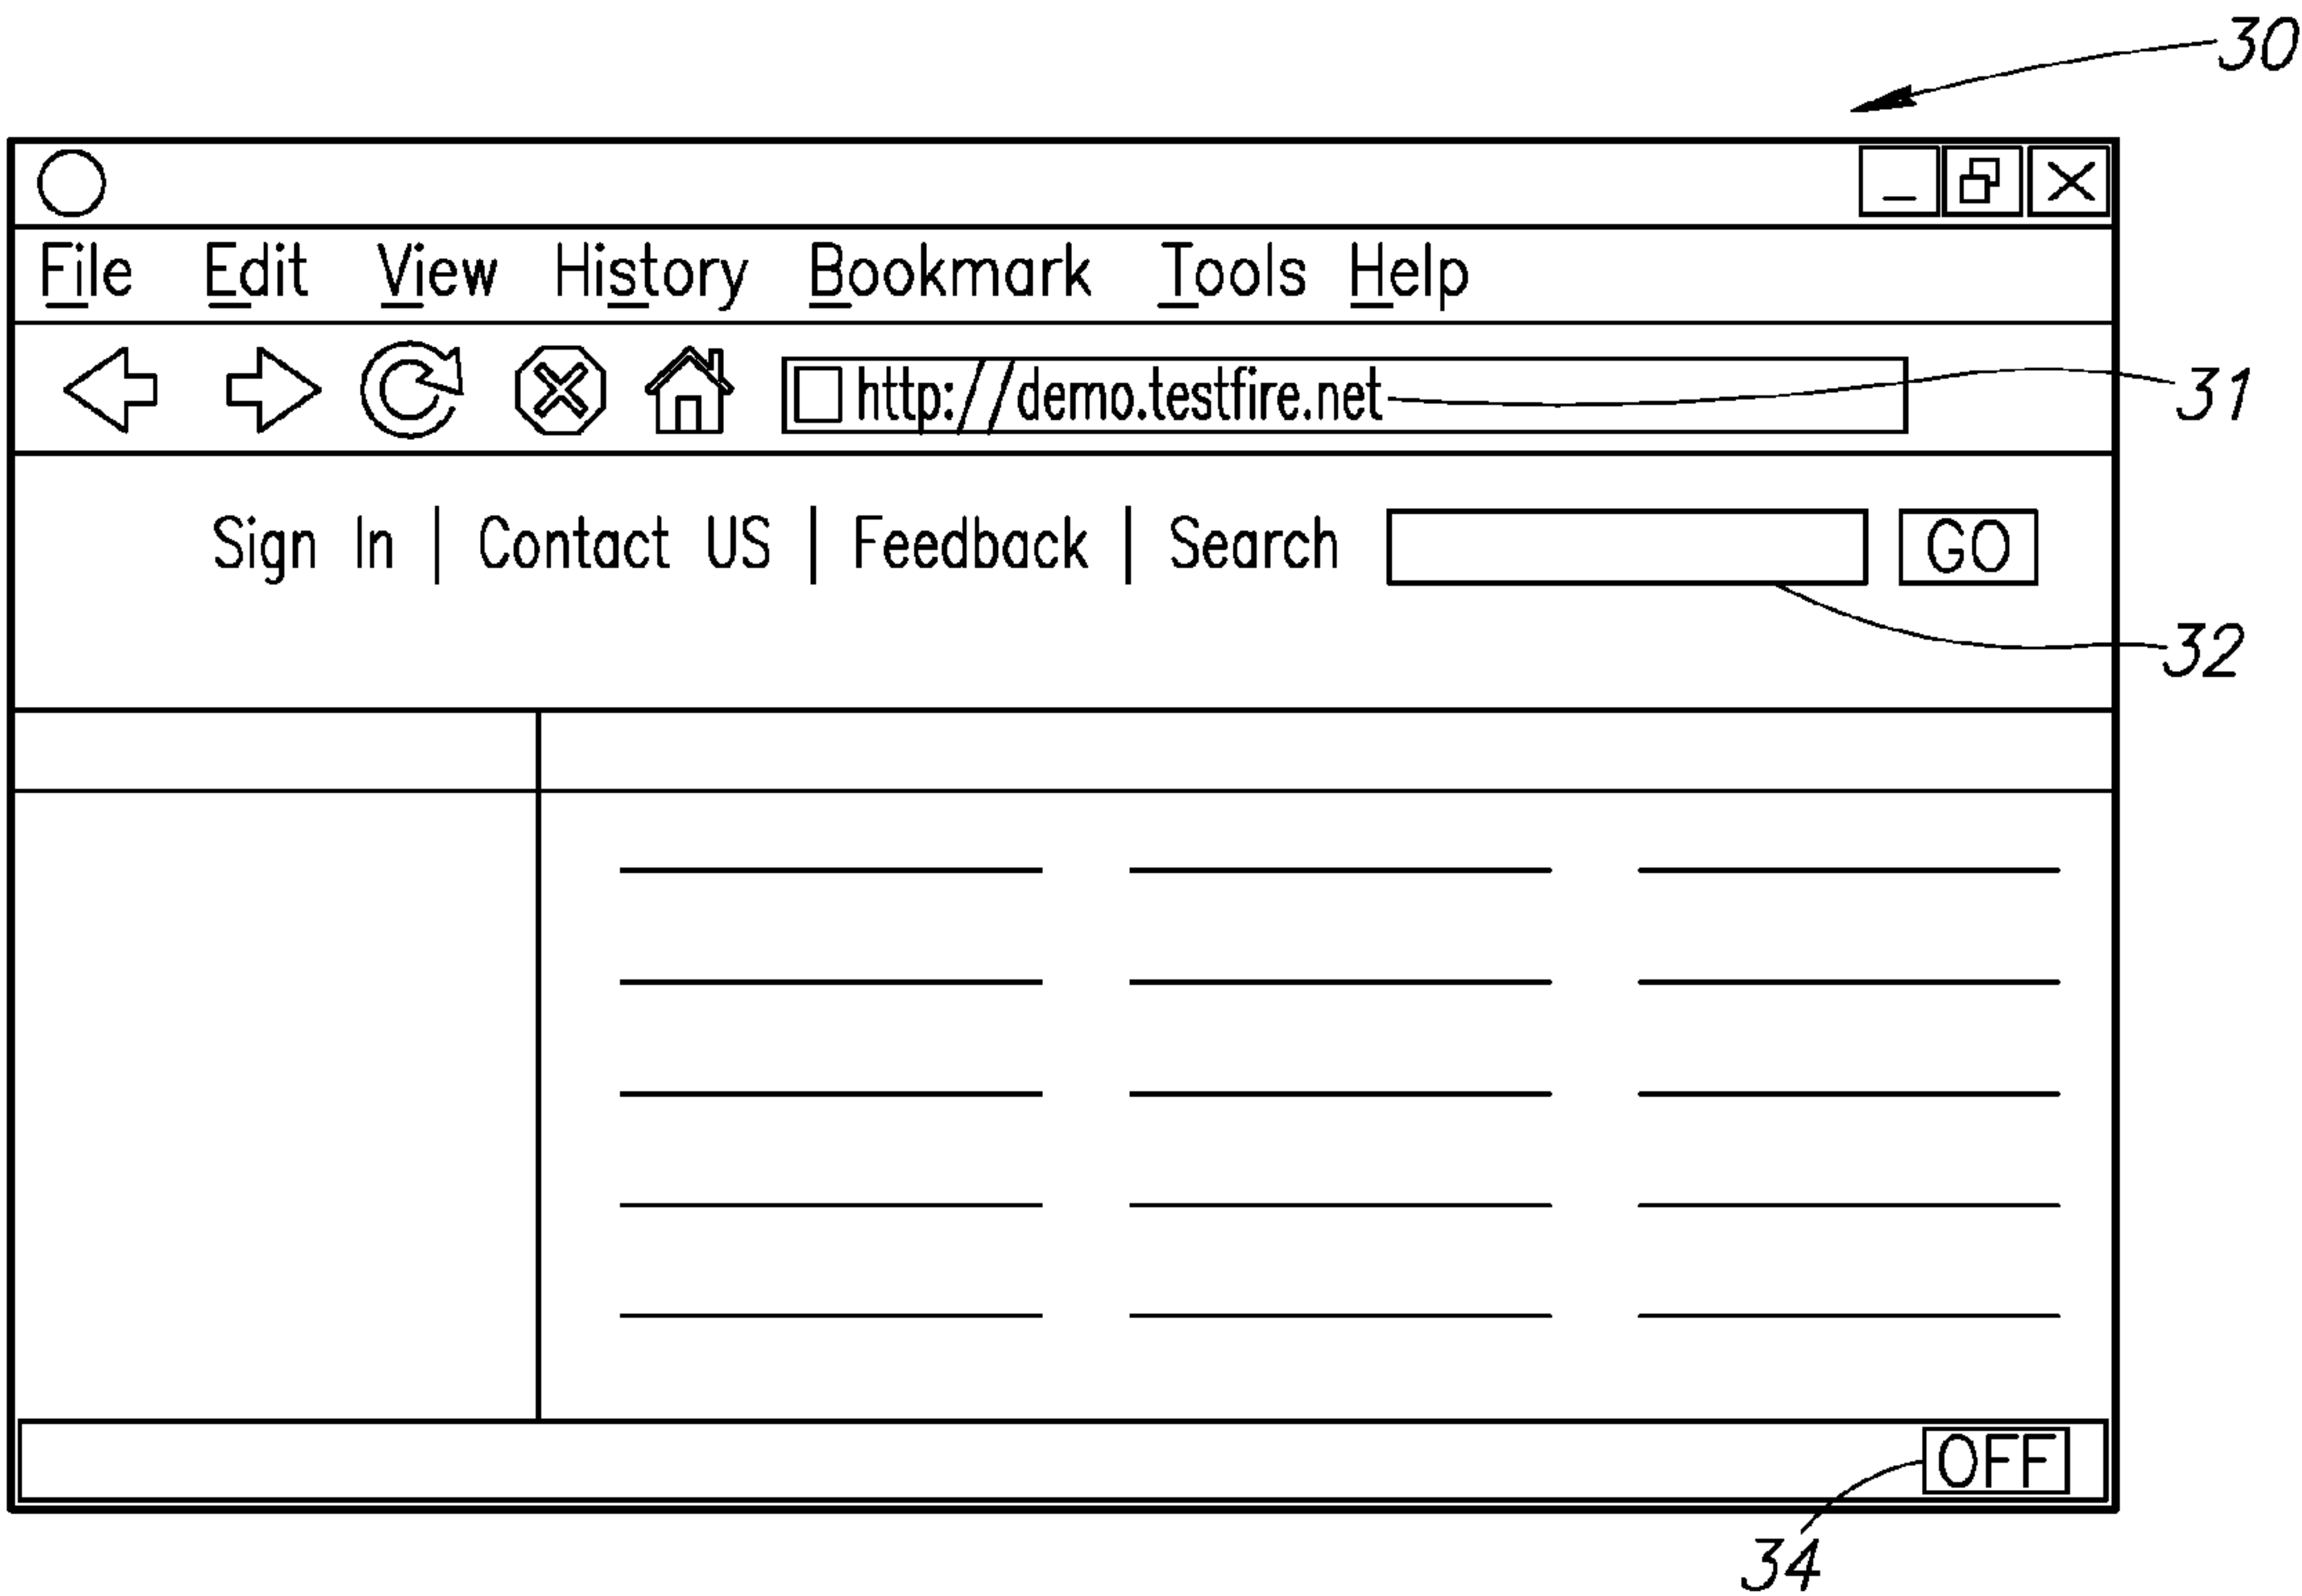 30
File Edit View History Bookmark Tools Help
http://demo.testfire.net
31
Sign In | Contact US | Feedback | Search GO
32
OFF
34